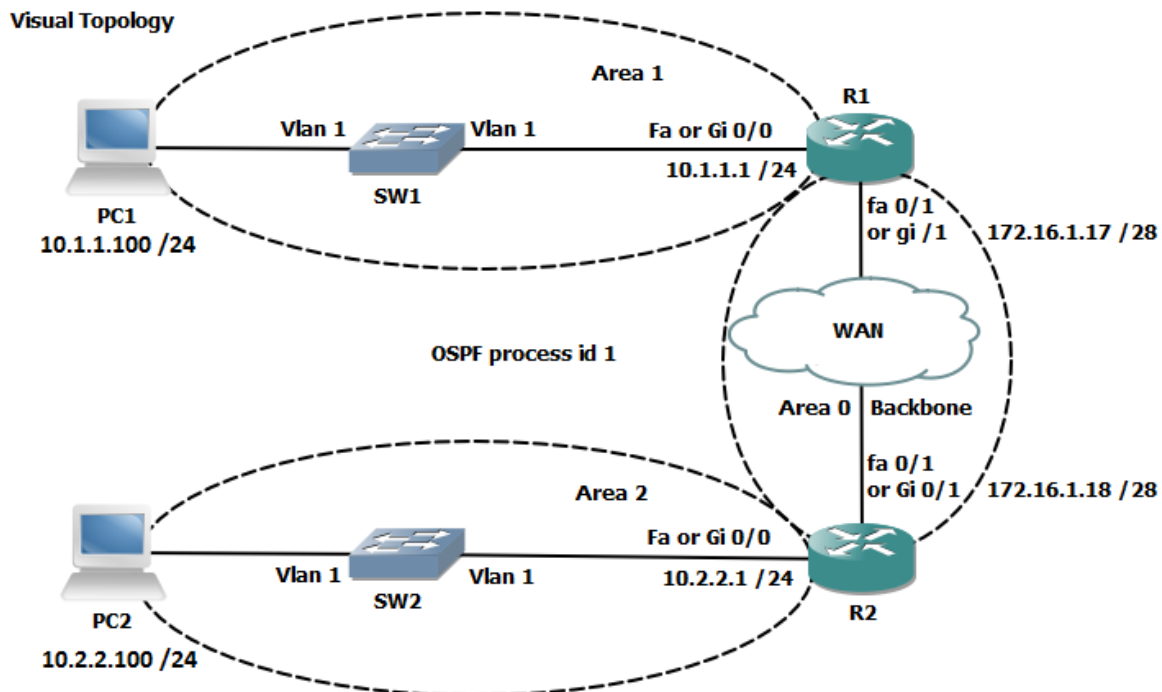 Visual Topology
Area 1
R1
Vlan 1
Vlan 1
Fa or Gi 0/0
10.1.1.1 /24
SW1
PC1
10.1.1.100 /24
fa 0/1
or gi /1
172.16.1.17 /28
WAN
OSPF process id 1
Area 0
Backbone
fa 0/1
or Gi 0/1
172.16.1.18 /28
Area 2
Fa or Gi 0/0
Vlan 1
Vlan 1
10.2.2.1 /24
SW2
R2
PC2
10.2.2.100 /24